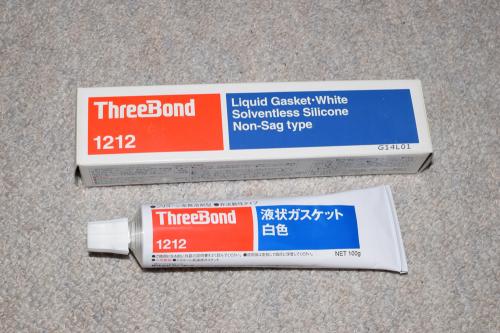 ThreeBond
1212
Liquid Gasket·White
Solventless Silicone
Non-Sag type
G14L01
ThreeBond
1212
液状ガスケット
白色
NET 100g